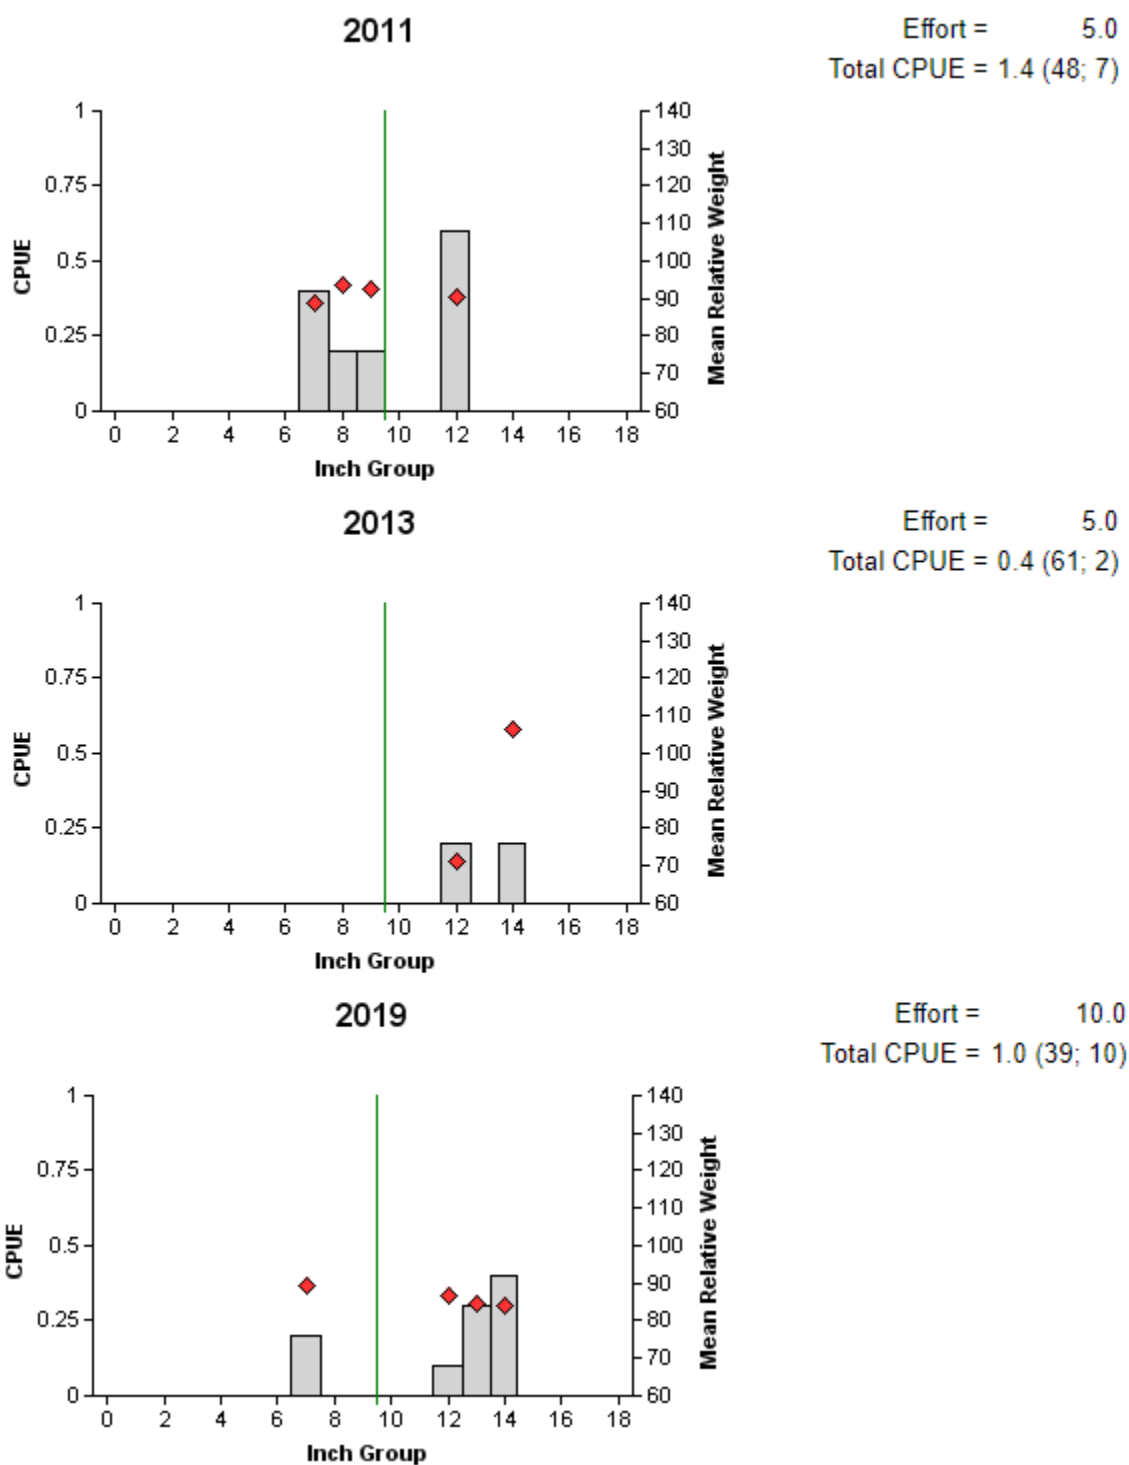 2011
Effort = 5.0
Total CPUE = 1.4 (48; 7)
1
0.75
0.5
0.25
0
CPUE
140
130
120
110
100
90
80
70
60
Mean Relative Weight
0 2 4 6 8 10 12 14 16 18
Inch Group
2013
Effort = 5.0
Total CPUE = 0.4 (61; 2)
1
0.75
0.5
0.25
0
CPUE
140
130
120
110
100
90
80
70
60
Mean Relative Weight
0 2 4 6 8 10 12 14 16 18
Inch Group
2019
Effort = 10.0
Total CPUE = 1.0 (39; 10)
1
0.75
0.5
0.25
0
CPUE
140
130
120
110
100
90
80
70
60
Mean Relative Weight
0 2 4 6 8 10 12 14 16 18
Inch Group